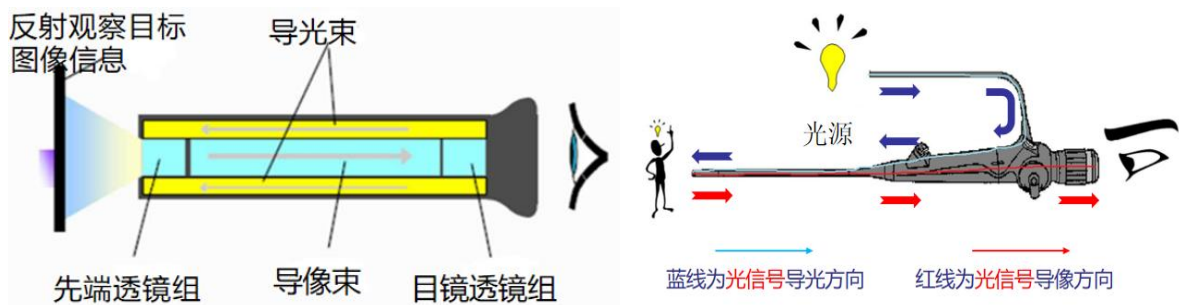 反射观察目标
图像信息
导光束
先端透镜组
导像束
目镜透镜组
光源
蓝线为光信号导光方向
红线为光信号导像方向